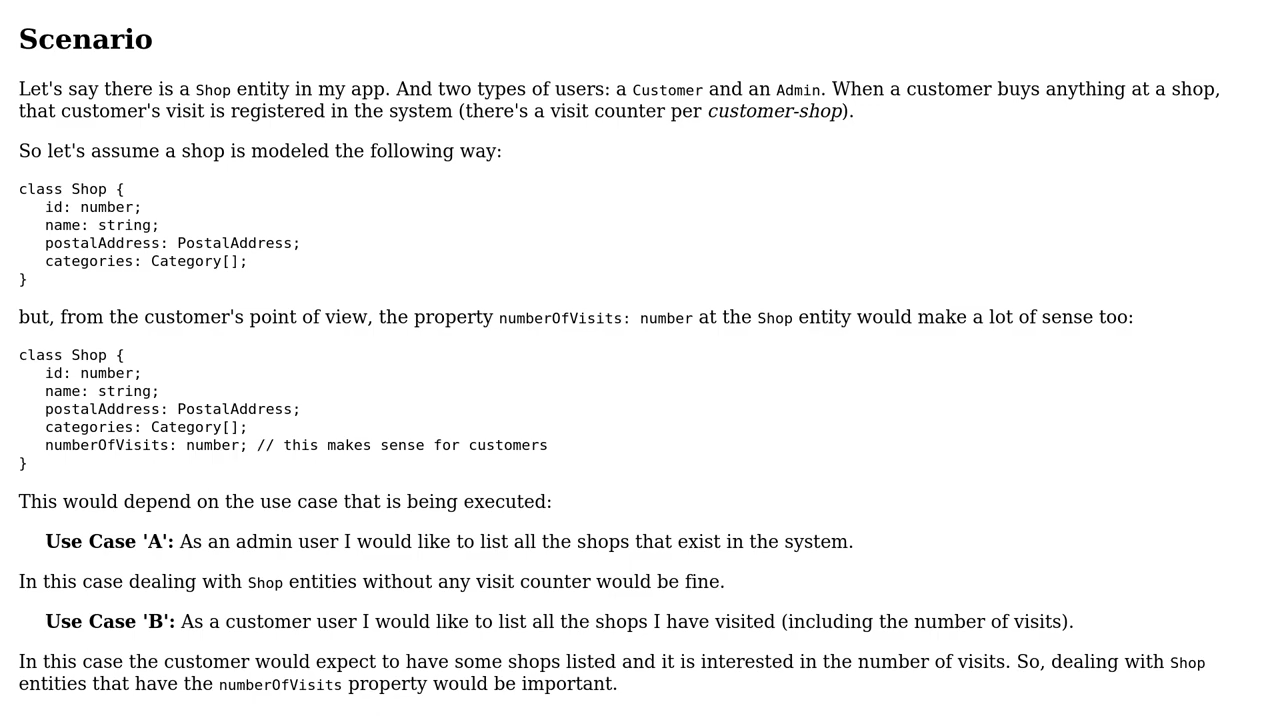 Scenario
Let's say there is a Shop entity in my app. And two types of users: a Customer and an Admin. When a customer buys anything at a shop,
that customer's visit is registered in the system (there's a visit counter per customer-shop).
So let's assume a shop is modeled the following way:
class Shop {
   id: number;
   name: string;
   postalAddress: PostalAddress;
   categories: Category[];
}
but, from the customer's point of view, the property numberOfVisits: number at the Shop entity would make a lot of sense too:
class Shop {
   id: number;
   name: string;
   postalAddress: PostalAddress;
   categories: Category[];
   numberOfVisits: number; // this makes sense for customers
}
This would depend on the use case that is being executed:
Use Case 'A': As an admin user I would like to list all the shops that exist in the system.
In this case dealing with Shop entities without any visit counter would be fine.
Use Case 'B': As a customer user I would like to list all the shops I have visited (including the number of visits).
In this case the customer would expect to have some shops listed and it is interested in the number of visits. So, dealing with Shop
entities that have the numberOfVisits property would be important.